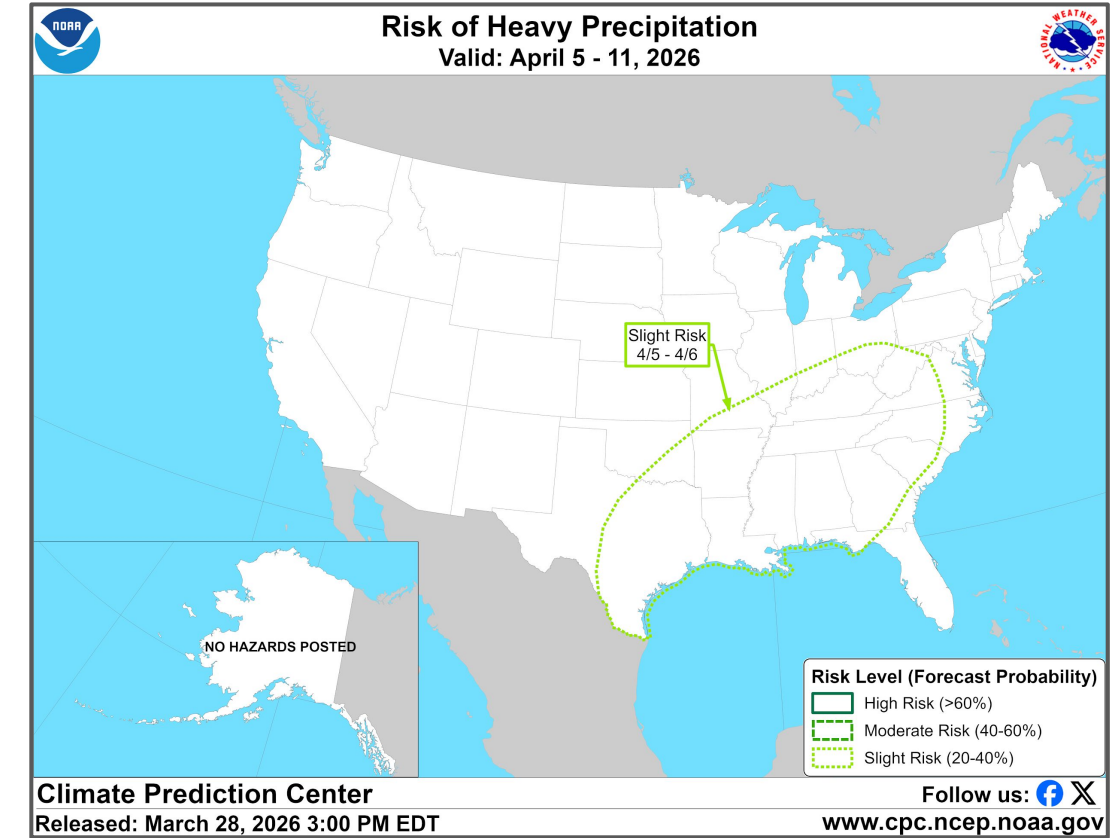 NOAA
Risk of Heavy Precipitation
Valid: April 5 - 11, 2026
NATIONAL WEATHER SERVICE
Slight Risk
4/5 - 4/6
NO HAZARDS POSTED
Risk Level (Forecast Probability)
High Risk (>60%)
Moderate Risk (40-60%)
Slight Risk (20-40%)
Climate Prediction Center
Follow us:
Released: March 28, 2026 3:00 PM EDT
www.cpc.ncep.noaa.gov